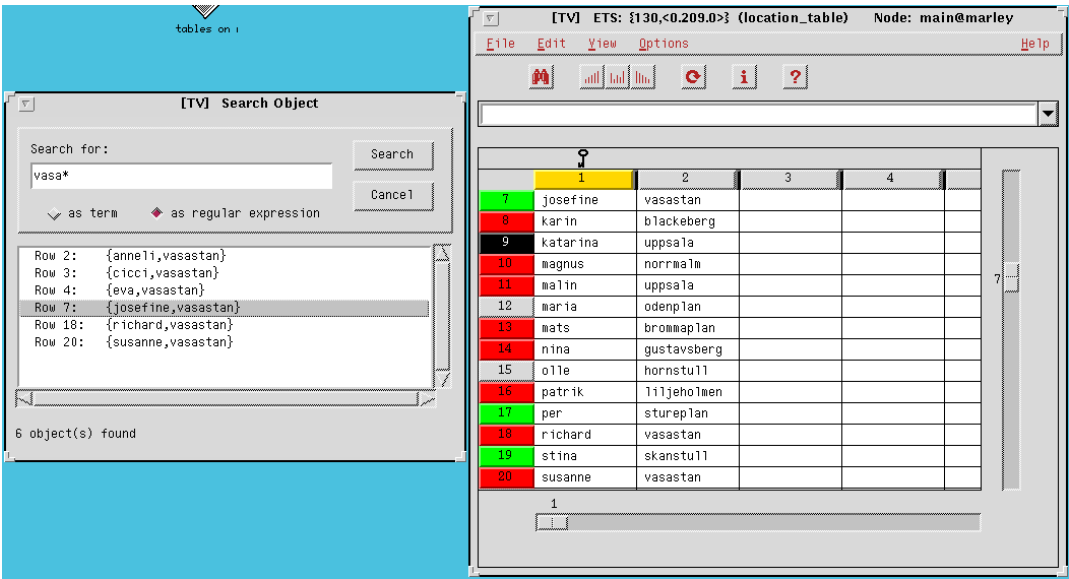 tables on
[TV] Search Object
Search for:
vasa*
Search
Cancel
as term
as regular expression
Row 2: {anneli,vasastan}
Row 3: {cicci,vasastan}
Row 4: {eva,vasastan}
Row 7: {josefine,vasastan}
Row 18: {richard,vasastan}
Row 20: {susanne,vasastan}
6 object(s) found
[TV] ETS: {130,<0.209.0>} (location_table) Node: main@marley
File Edit View Options Help
i ?
1 2 3 4
7 josefine vasastan
8 karin blackeberg
9 katarina uppsala
10 magnus norrmalm
11 malin uppsala
12 maria odenplan
13 mats brommaplan
14 nina gustavsberg
15 olle hornstull
16 patrik liljeholmen
17 per stureplan
18 richard vasastan
19 stina skanstull
20 susanne vasastan
7
1